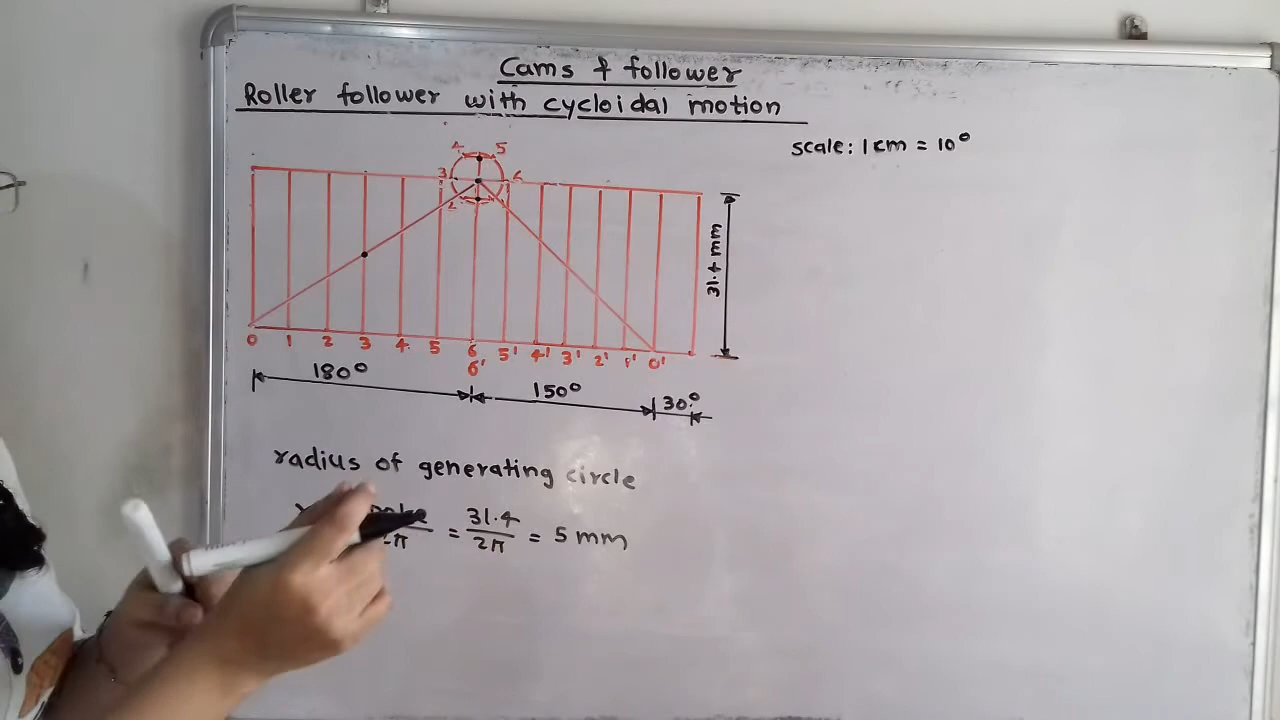 Cams & follower
Roller follower with cycloidal motion
scale: 1cm = 10°
4 5
3 6
2
31.4 mm
0 1 2 3 4 5 6 5' 4' 3' 2' 1' 0'
6'
180° 150° 30°
radius of generating circle
= 31.4/2π = 5 mm